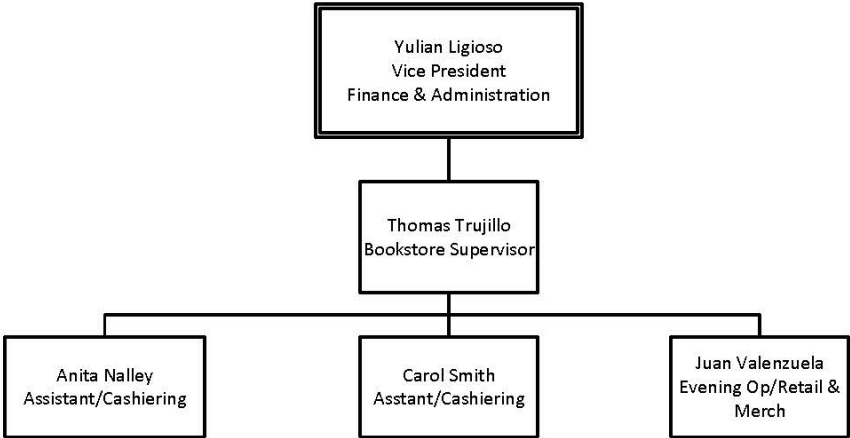 Yulian Ligioso
Vice President
Finance & Administration
Thomas Trujillo
Bookstore Supervisor
Anita Nalley
Assistant/Cashiering
Carol Smith
Asstant/Cashiering
Juan Valenzuela
Evening Op/Retail &
Merch